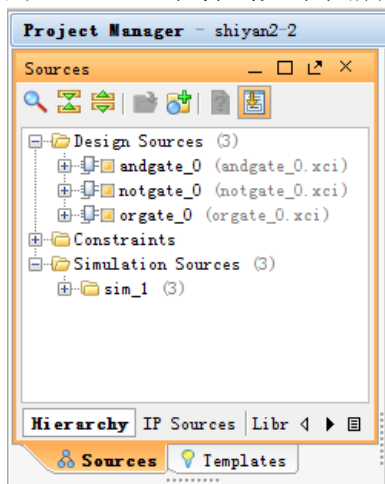 Project Manager - shiyan2-2
Sources
Design Sources (3)
andgate_0 (andgate_0.xci)
notgate_0 (notgate_0.xci)
orgate_0 (orgate_0.xci)
Constraints
Simulation Sources (3)
sim_1 (3)
Hierarchy IP Sources Libr
Sources Templates